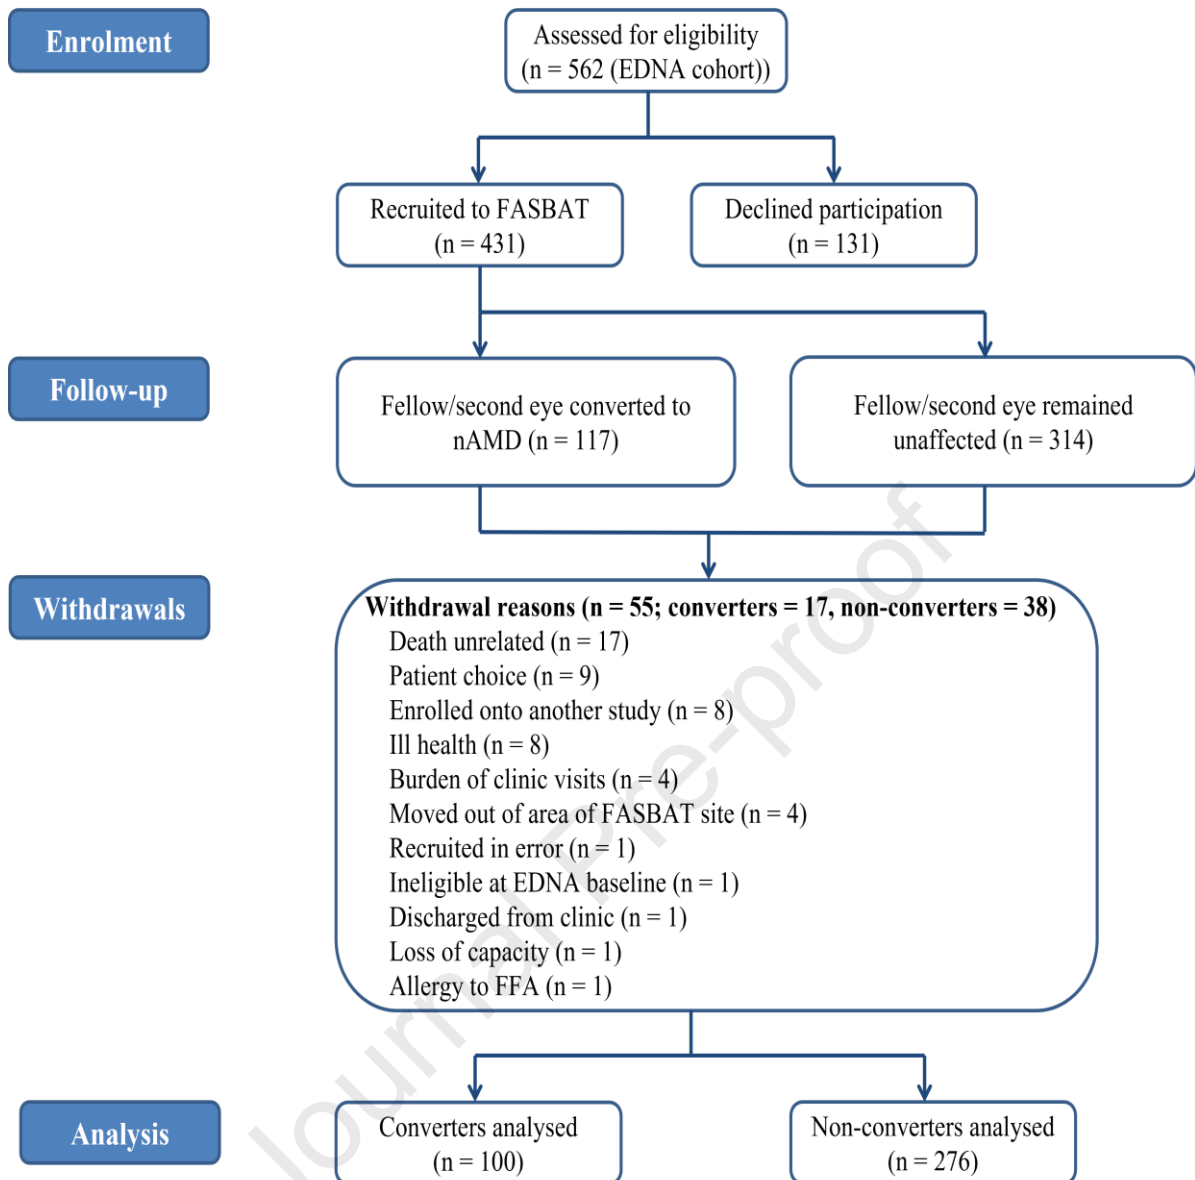 Enrolment
Assessed for eligibility
(n = 562 (EDNA cohort))
Recruited to FASBAT
(n = 431)
Declined participation
(n = 131)
Follow-up
Fellow/second eye converted to
nAMD (n = 117)
Fellow/second eye remained
unaffected (n = 314)
Withdrawals
Withdrawal reasons (n = 55; converters = 17, non-converters = 38)
Death unrelated (n = 17)
Patient choice (n = 9)
Enrolled onto another study (n = 8)
Ill health (n = 8)
Burden of clinic visits (n = 4)
Moved out of area of FASBAT site (n = 4)
Recruited in error (n = 1)
Ineligible at EDNA baseline (n = 1)
Discharged from clinic (n = 1)
Loss of capacity (n = 1)
Allergy to FFA (n = 1)
Analysis
Converters analysed
(n = 100)
Non-converters analysed
(n = 276)
Journal Pre-proof